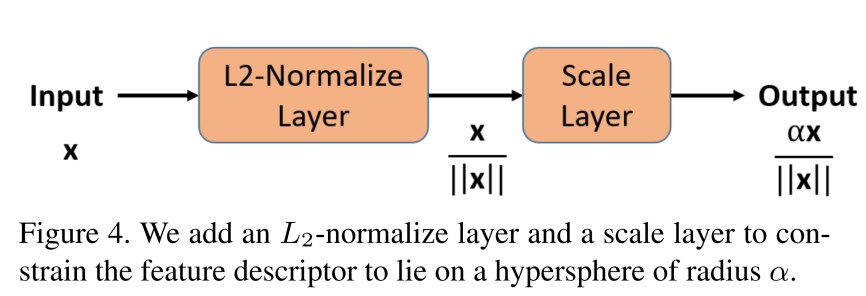 Input
x
L2-Normalize
Layer
x
||x||
Scale
Layer
Output
αx
||x||
Figure 4. We add an L2-normalize layer and a scale layer to con-
strain the feature descriptor to lie on a hypersphere of radius α.